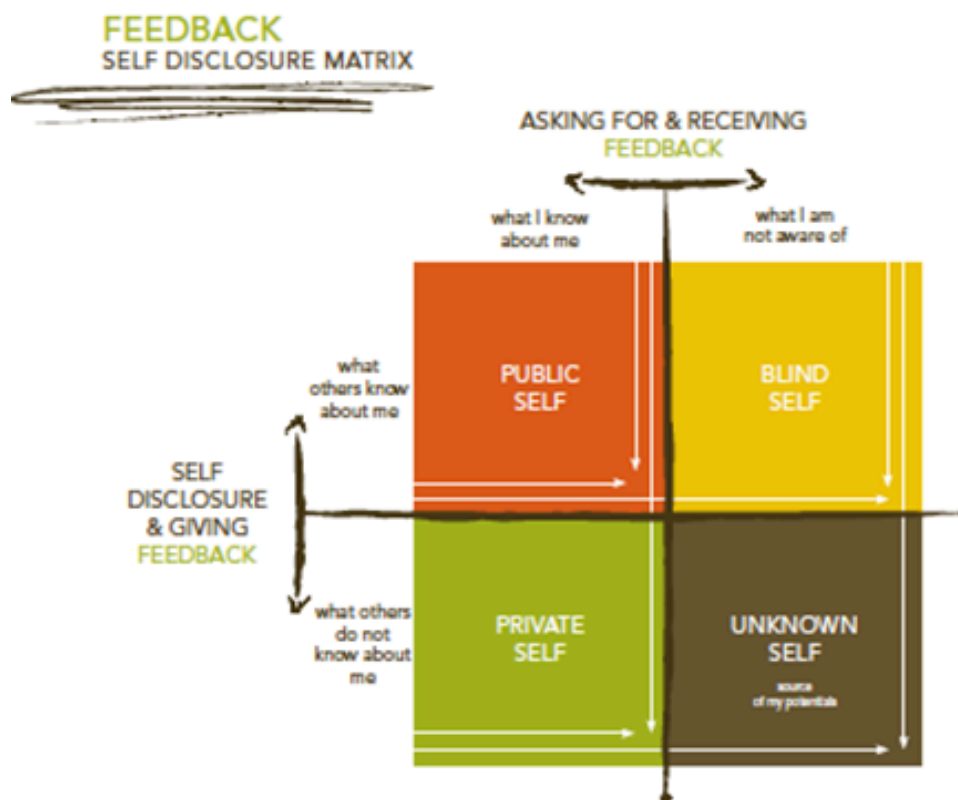 FEEDBACK
SELF DISCLOSURE MATRIX
ASKING FOR & RECEIVING
FEEDBACK
what I know
about me
what I am
not aware of
what
others know
about me
PUBLIC
SELF
BLIND
SELF
SELF
DISCLOSURE
& GIVING
FEEDBACK
what others
do not
know about
me
PRIVATE
SELF
UNKNOWN
SELF
source
of my potentials